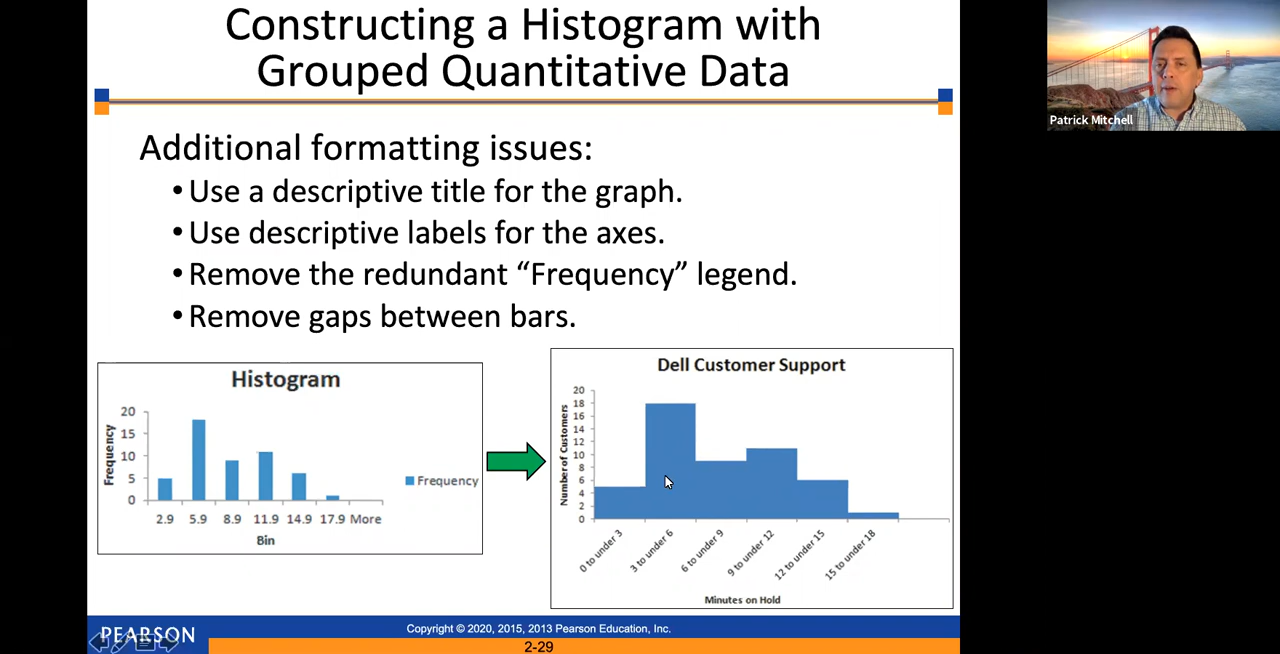 Constructing a Histogram with
Grouped Quantitative Data
Patrick Mitchell
Additional formatting issues:
•Use a descriptive title for the graph.
•Use descriptive labels for the axes.
•Remove the redundant “Frequency” legend.
•Remove gaps between bars.
Histogram
20
15
10
5
0
Frequency
2.9 5.9 8.9 11.9 14.9 17.9 More
Bin
Frequency
Dell Customer Support
20
18
16
14
12
10
8
6
4
2
0
Number of Customers
0 to under 3
3 to under 6
6 to under 9
9 to under 12
12 to under 15
15 to under 18
Minutes on Hold
PEARSON
Copyright © 2020, 2015, 2013 Pearson Education, Inc.
2-29